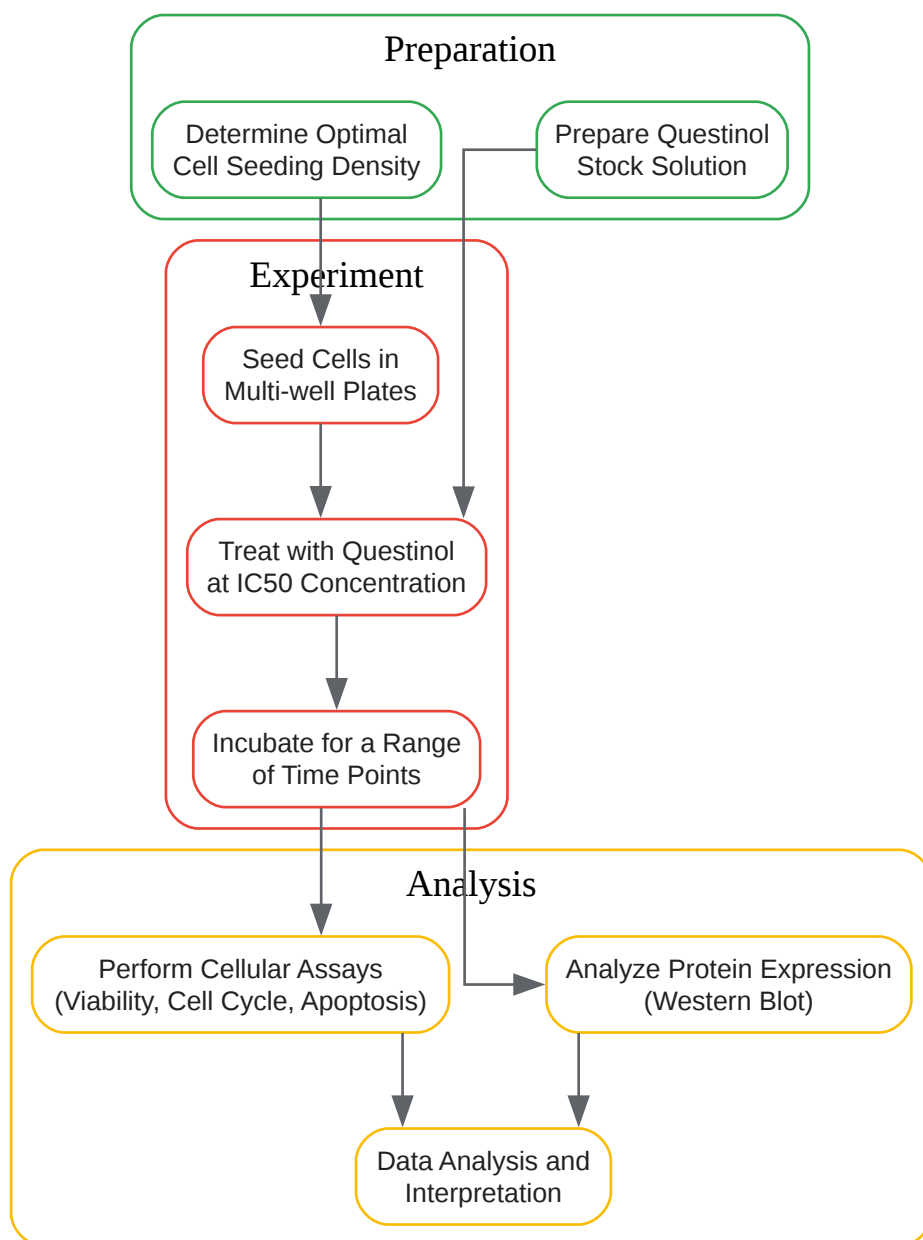 Preparation
Determine Optimal
Cell Seeding Density
Prepare Questinol
Stock Solution
Experiment
Seed Cells in
Multi-well Plates
Treat with Questinol
at IC50 Concentration
Incubate for a Range
of Time Points
Analysis
Perform Cellular Assays
(Viability, Cell Cycle, Apoptosis)
Analyze Protein Expression
(Western Blot)
Data Analysis and
Interpretation